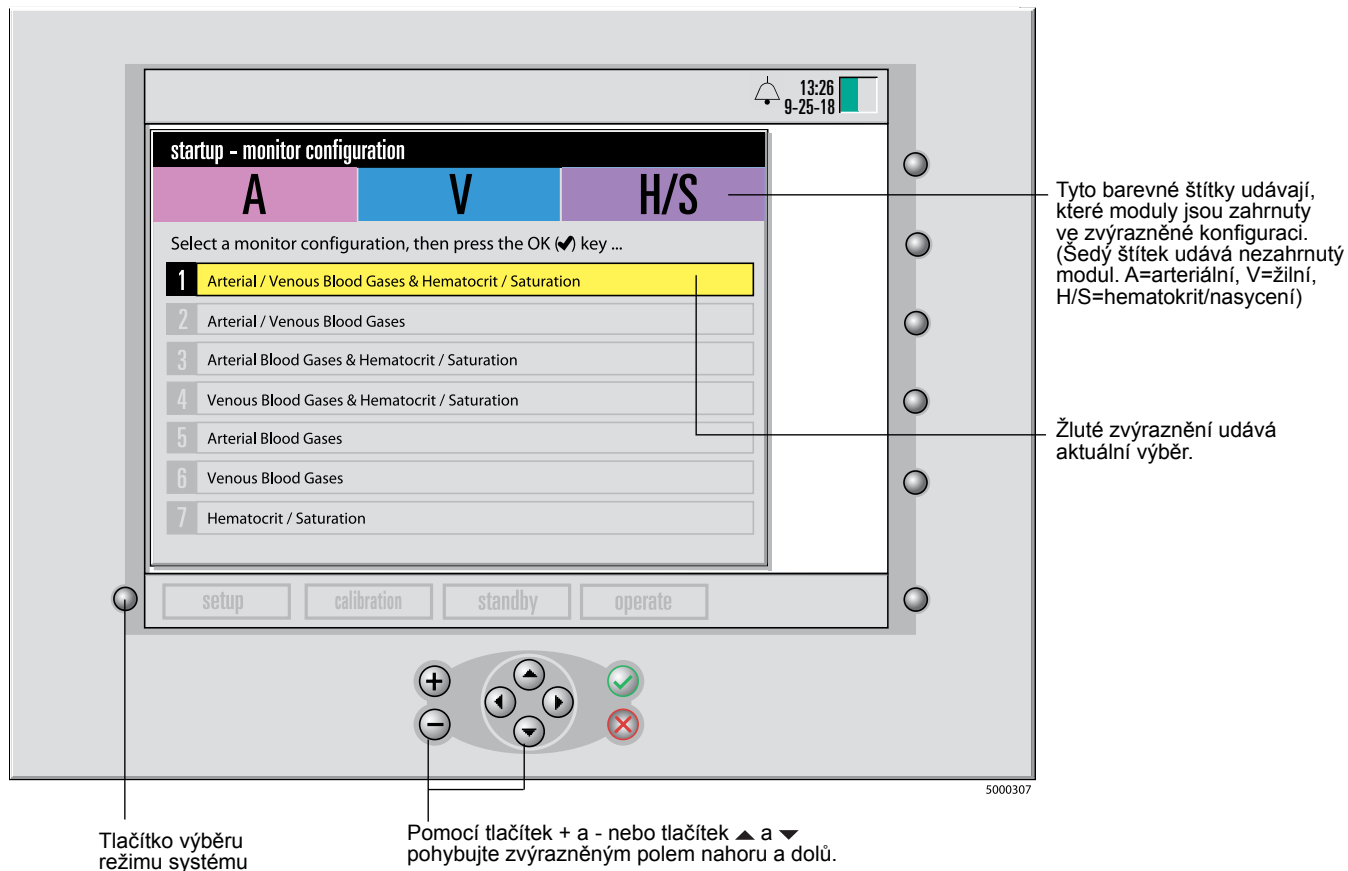 13:26
9-25-18
startup – monitor configuration
A V H/S
Select a monitor configuration, then press the OK (✔) key ...
1 Arterial / Venous Blood Gases & Hematocrit / Saturation
2 Arterial / Venous Blood Gases
3 Arterial Blood Gases & Hematocrit / Saturation
4 Venous Blood Gases & Hematocrit / Saturation
5 Arterial Blood Gases
6 Venous Blood Gases
7 Hematocrit / Saturation
setup calibration standby operate
Tyto barevné štítky udávají,
které moduly jsou zahrnuty
ve zvýrazněné konfiguraci.
(Šedý štítek udává nezahrnutý
modul. A=arteriální, V=žilní,
H/S=hematokrit/nasycení)
Žluté zvýraznění udává
aktuální výběr.
5000307
Tlačítko výběru
režimu systému
Pomocí tlačítek + a - nebo tlačítek ▲ a ▼
pohybujte zvýrazněným polem nahoru a dolů.